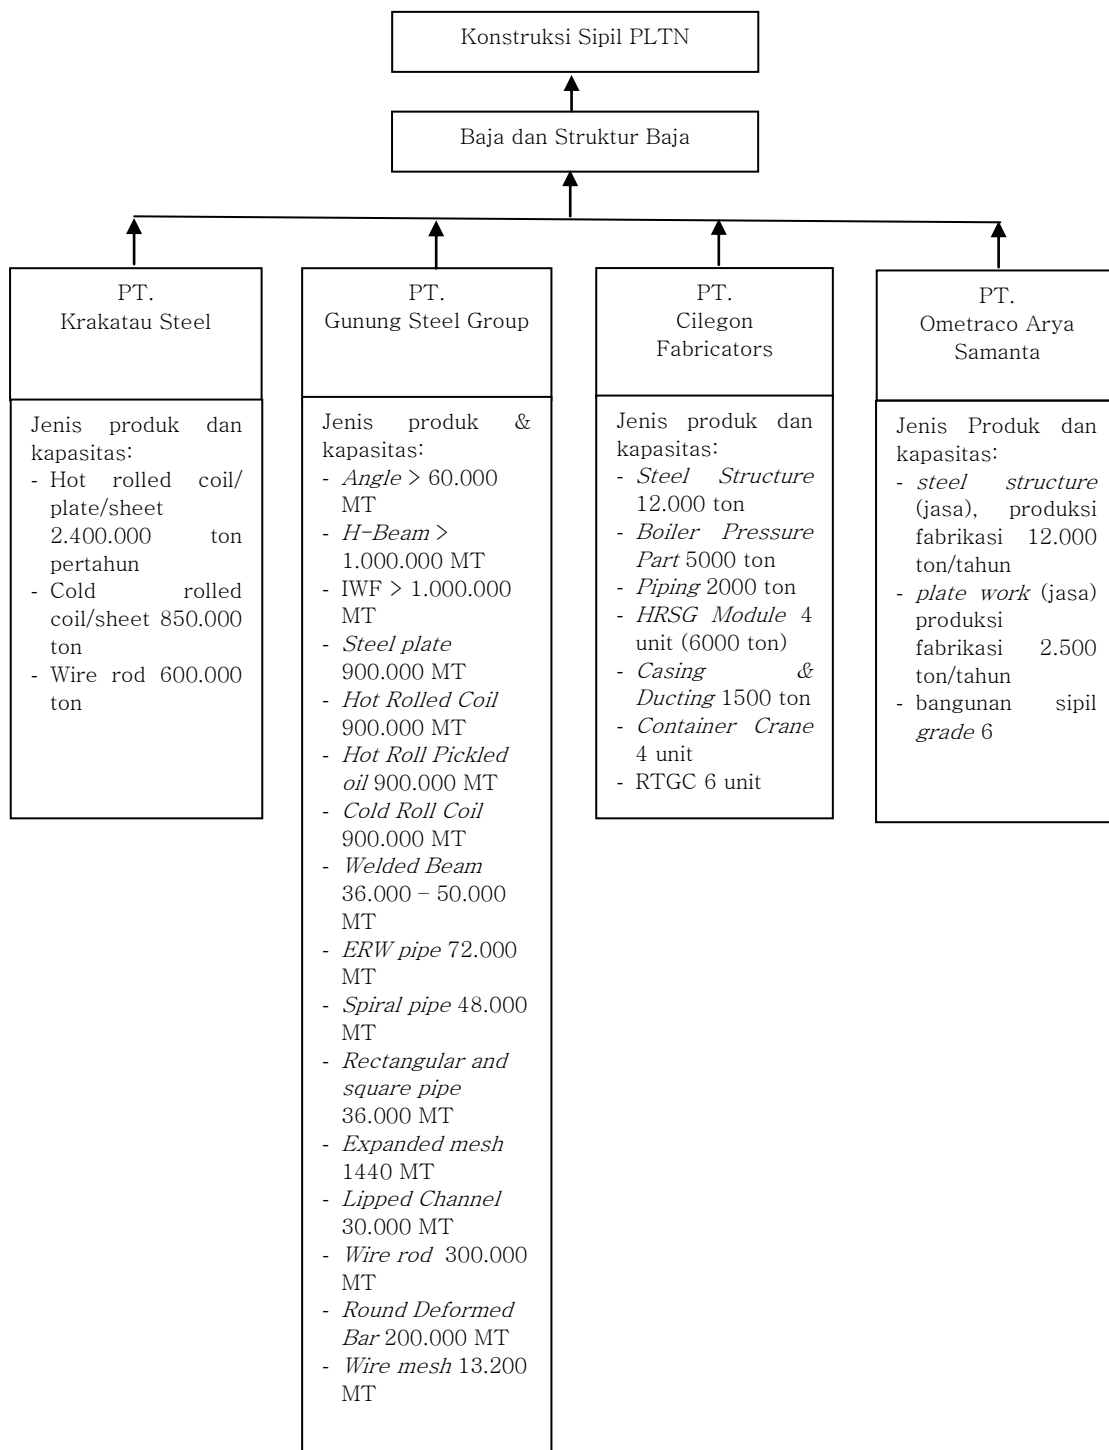 Konstruksi Sipil PLTN
Baja dan Struktur Baja
PT.
Krakatau Steel
Jenis produk dan
kapasitas:
- Hot rolled coil/
plate/sheet
2.400.000 ton
pertahun
- Cold rolled
coil/sheet 850.000
ton
- Wire rod 600.000
ton
PT.
Gunung Steel Group
Jenis produk &
kapasitas:
- Angle > 60.000
MT
- H-Beam >
1.000.000 MT
- IWF > 1.000.000
MT
- Steel plate
900.000 MT
- Hot Rolled Coil
900.000 MT
- Hot Roll Pickled
oil 900.000 MT
- Cold Roll Coil
900.000 MT
- Welded Beam
36.000 – 50.000
MT
- ERW pipe 72.000
MT
- Spiral pipe 48.000
MT
- Rectangular and
square pipe
36.000 MT
- Expanded mesh
1440 MT
- Lipped Channel
30.000 MT
- Wire rod 300.000
MT
- Round Deformed
Bar 200.000 MT
- Wire mesh 13.200
MT
PT.
Cilegon
Fabricators
Jenis produk dan
kapasitas:
- Steel Structure
12.000 ton
- Boiler Pressure
Part 5000 ton
- Piping 2000 ton
- HRSG Module 4
unit (6000 ton)
- Casing &
Ducting 1500 ton
- Container Crane
4 unit
- RTGC 6 unit
PT.
Ometraco Arya
Samanta
Jenis Produk dan
kapasitas:
- steel structure
(jasa), produksi
fabrikasi 12.000
ton/tahun
- plate work (jasa)
produksi
fabrikasi 2.500
ton/tahun
- bangunan sipil
grade 6